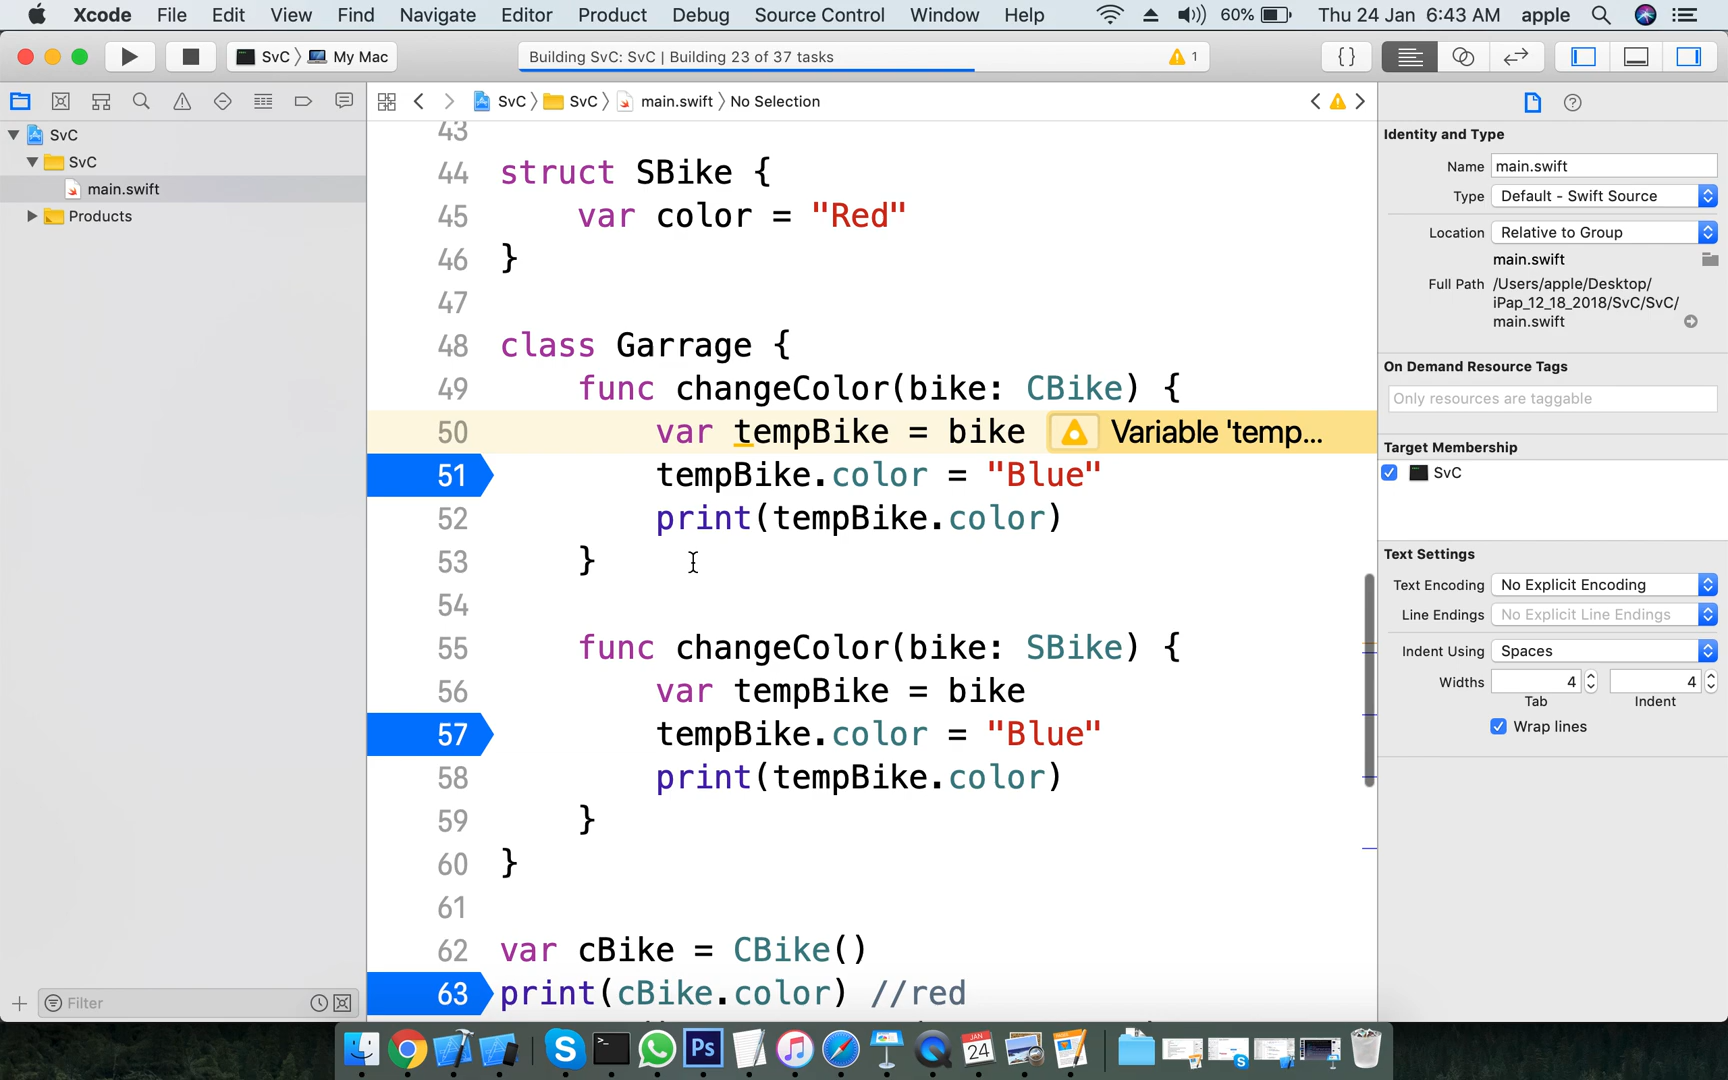 Xcode File Edit View Find Navigate Editor Product Debug Source Control Window Help 60% Thu 24 Jan 6:43 AM apple
SvC My Mac Building SvC: SvC | Building 23 of 37 tasks 1 { }
SvC SvC main.swift No Selection
SvC
SvC
main.swift
Products
Filter
43
44 struct SBike {
45 var color = "Red"
46 }
47
48 class Garrage {
49 func changeColor(bike: CBike) {
50 var tempBike = bike Variable 'temp...
51 tempBike.color = "Blue"
52 print(tempBike.color)
53 }
54
55 func changeColor(bike: SBike) {
56 var tempBike = bike
57 tempBike.color = "Blue"
58 print(tempBike.color)
59 }
60 }
61
62 var cBike = CBike()
63 print(cBike.color) //red
Identity and Type
Name main.swift
Type Default - Swift Source
Location Relative to Group
main.swift
Full Path /Users/apple/Desktop/
iPap_12_18_2018/SvC/SvC/
main.swift
On Demand Resource Tags
Only resources are taggable
Target Membership
SvC
Text Settings
Text Encoding No Explicit Encoding
Line Endings No Explicit Line Endings
Indent Using Spaces
Widths 4 4
Tab Indent
Wrap lines
Ps
JAN
24